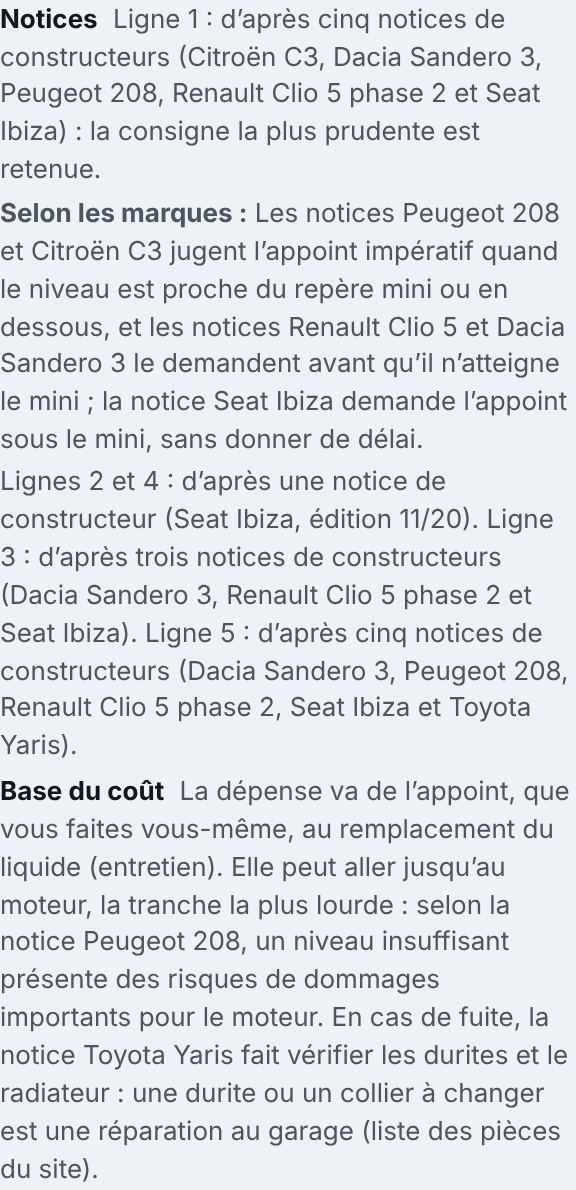 Notices Ligne 1 : d’après cinq notices de
constructeurs (Citroën C3, Dacia Sandero 3,
Peugeot 208, Renault Clio 5 phase 2 et Seat
Ibiza) : la consigne la plus prudente est
retenue.
Selon les marques : Les notices Peugeot 208
et Citroën C3 jugent l’appoint impératif quand
le niveau est proche du repère mini ou en
dessous, et les notices Renault Clio 5 et Dacia
Sandero 3 le demandent avant qu’il n’atteigne
le mini ; la notice Seat Ibiza demande l’appoint
sous le mini, sans donner de délai.
Lignes 2 et 4 : d’après une notice de
constructeur (Seat Ibiza, édition 11/20). Ligne
3 : d’après trois notices de constructeurs
(Dacia Sandero 3, Renault Clio 5 phase 2 et
Seat Ibiza). Ligne 5 : d’après cinq notices de
constructeurs (Dacia Sandero 3, Peugeot 208,
Renault Clio 5 phase 2, Seat Ibiza et Toyota
Yaris).
Base du coût La dépense va de l’appoint, que
vous faites vous-même, au remplacement du
liquide (entretien). Elle peut aller jusqu’au
moteur, la tranche la plus lourde : selon la
notice Peugeot 208, un niveau insuffisant
présente des risques de dommages
importants pour le moteur. En cas de fuite, la
notice Toyota Yaris fait vérifier les durites et le
radiateur : une durite ou un collier à changer
est une réparation au garage (liste des pièces
du site).